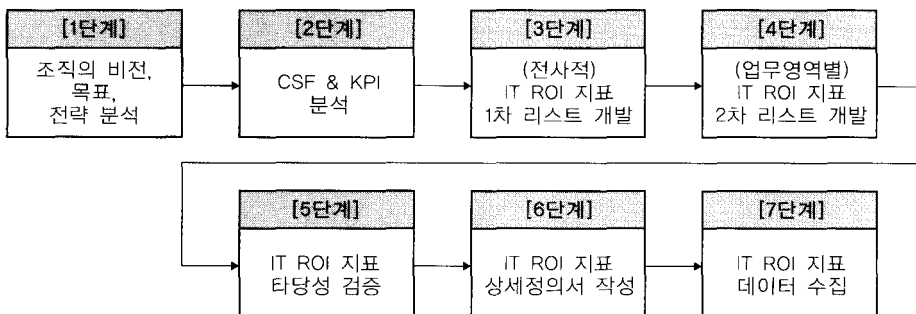 [1단계]
조직의 비전,
목표,
전략 분석
[2단계]
CSF & KPI
분석
[3단계]
(전사적)
IT ROI 지표
1차 리스트 개발
[4단계]
(업무영역별)
IT ROI 지표
2차 리스트 개발
[5단계]
IT ROI 지표
타당성 검증
[6단계]
IT ROI 지표
상세정의서 작성
[7단계]
IT ROI 지표
데이터 수집